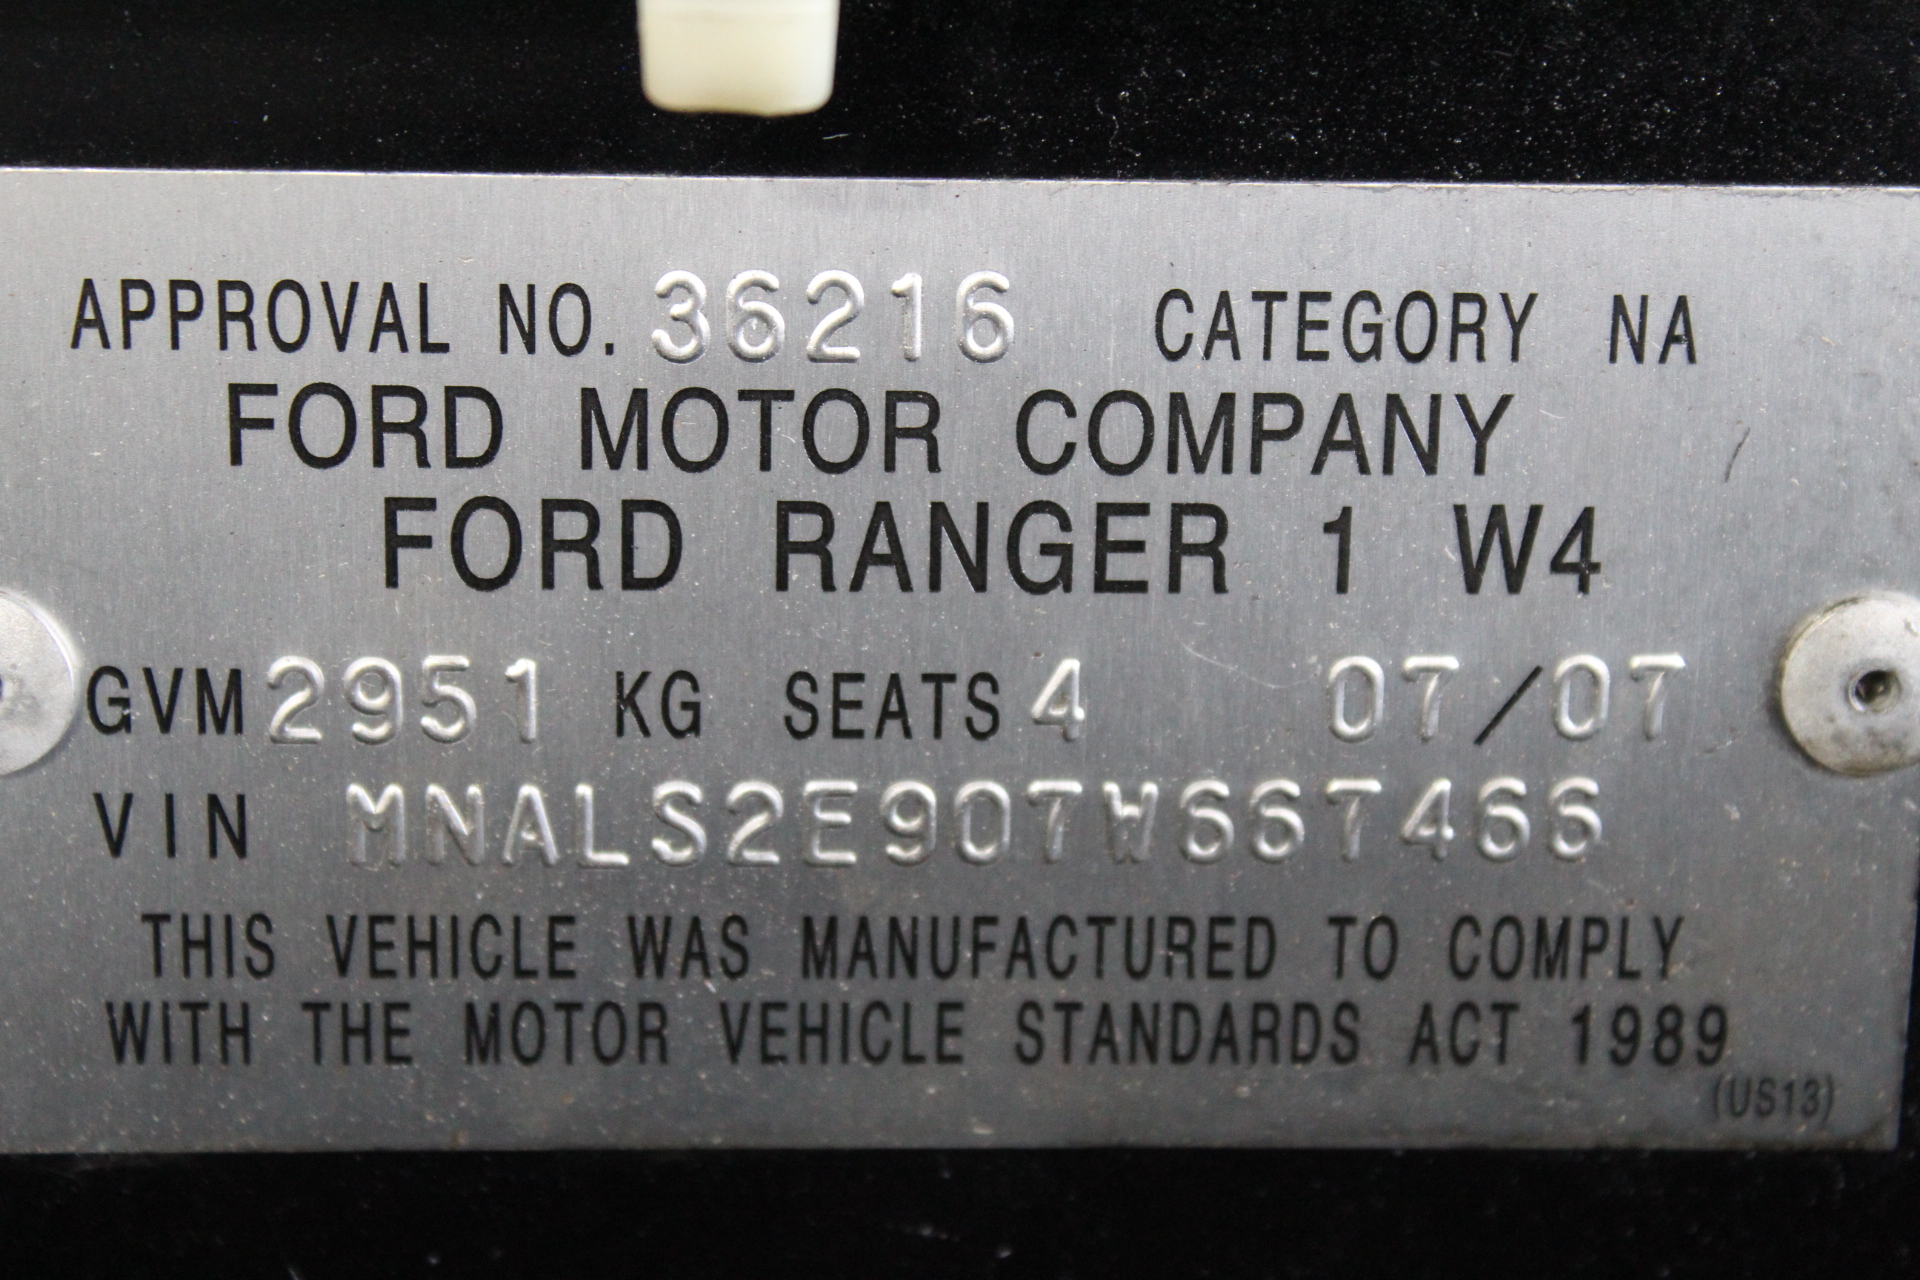 APPROVAL NO. 36216 CATEGORY NA
FORD MOTOR COMPANY
FORD RANGER 1 W4
GVM 2951 KG SEATS 4 07/07
VIN MNALS2E907W667466
THIS VEHICLE WAS MANUFACTURED TO COMPLY
WITH THE MOTOR VEHICLE STANDARDS ACT 1989
(US13)